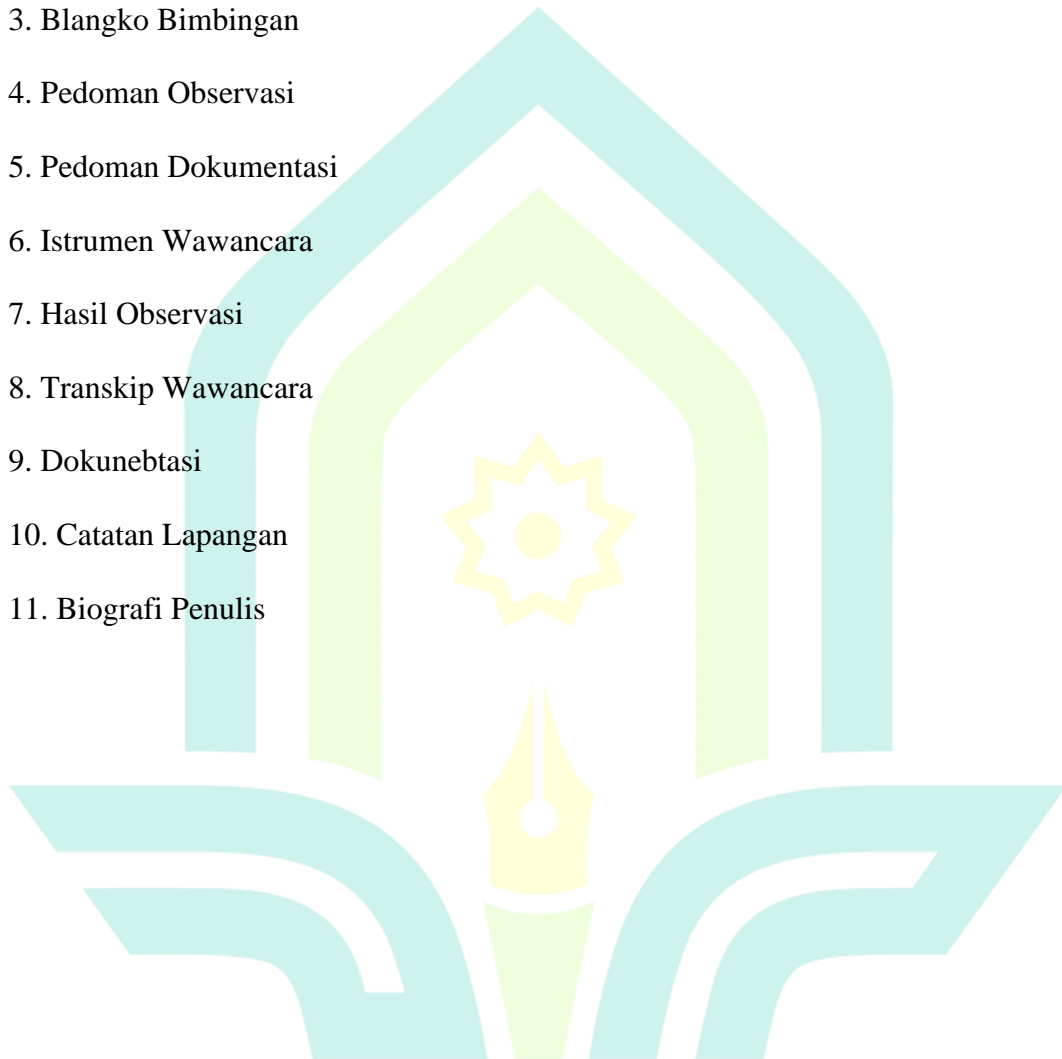 3. Blangko Bimbingan
4. Pedoman Observasi
5. Pedoman Dokumentasi
6. Istrumen Wawancara
7. Hasil Observasi
8. Transkip Wawancara
9. Dokunebtasi
10. Catatan Lapangan
11. Biografi Penulis